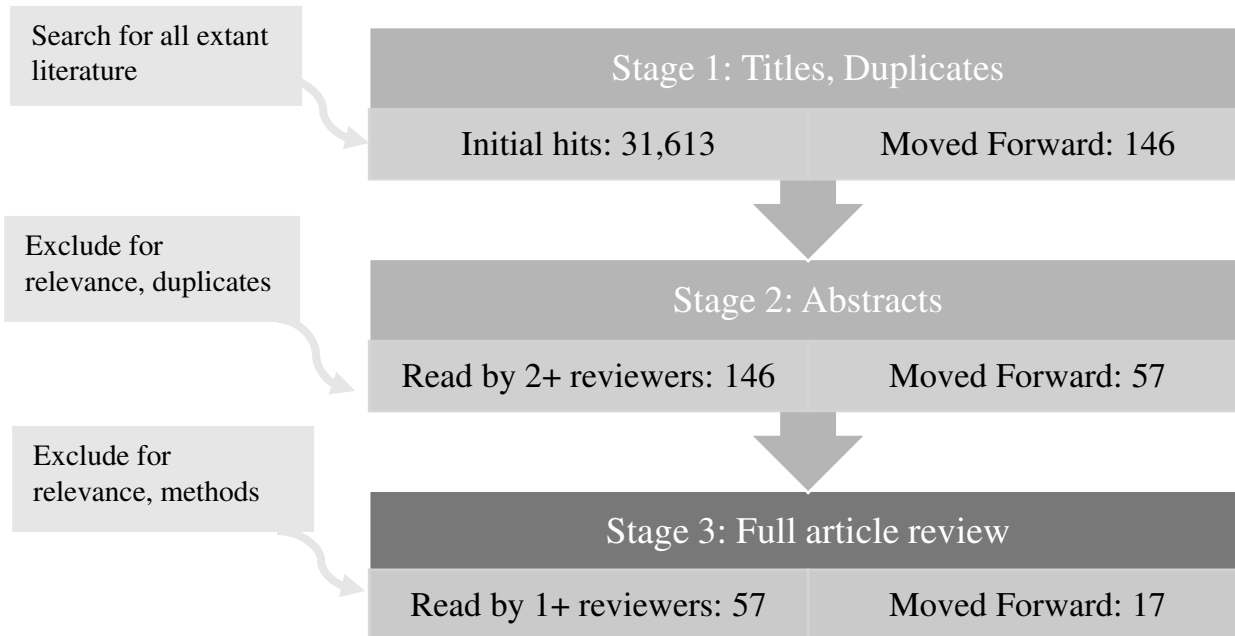 Search for all extant
literature
Stage 1: Titles, Duplicates
Initial hits: 31,613
Moved Forward: 146
Exclude for
relevance, duplicates
Stage 2: Abstracts
Read by 2+ reviewers: 146
Moved Forward: 57
Exclude for
relevance, methods
Stage 3: Full article review
Read by 1+ reviewers: 57
Moved Forward: 17